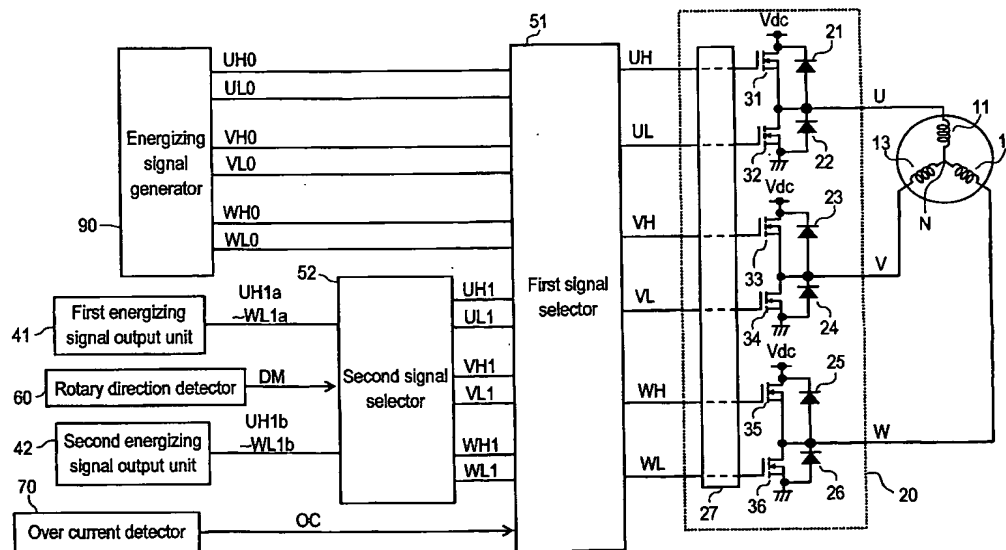 51
UH0
UL0
VH0
VL0
WH0
WL0
Energizing
signal
generator
90
52
UH1a
~WL1a
First energizing
signal output unit
41
Rotary direction detector
60
DM
UH1b
~WL1b
Second energizing
signal output unit
42
70
Over current detector
OC
Second signal
selector
UH1
UL1
VH1
VL1
WH1
WL1
First signal
selector
UH
UL
VH
VL
WH
WL
27
Vdc
21
31
22
32
Vdc
23
33
24
34
Vdc
25
35
26
36
20
U
V
W
11
13
1
N